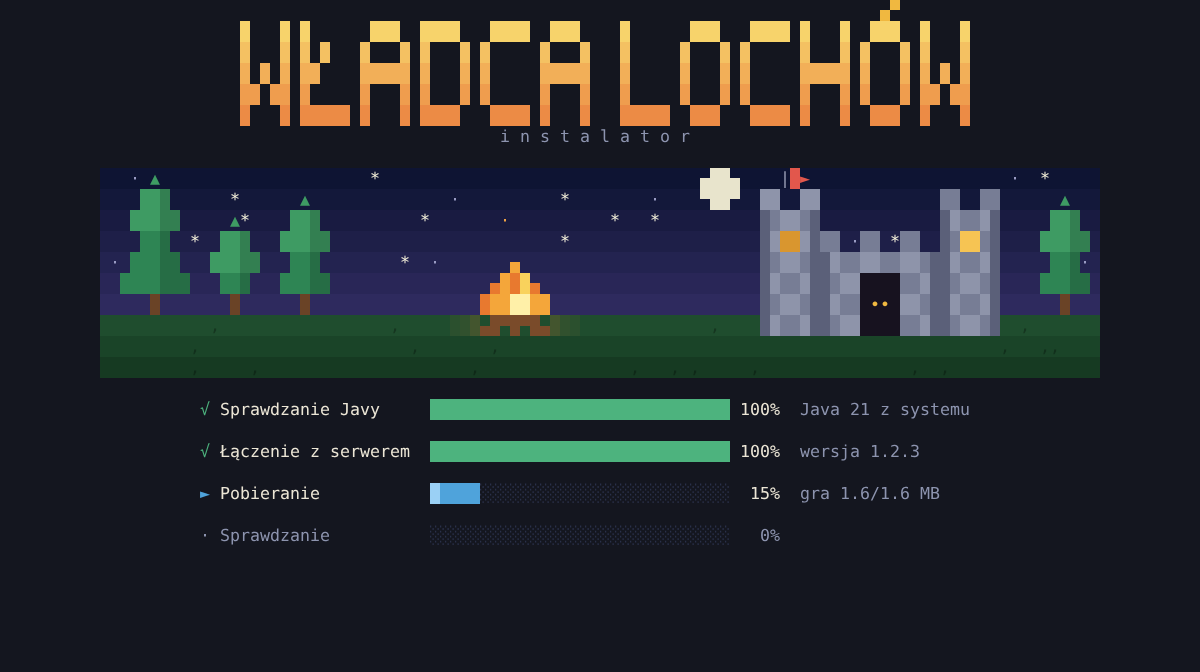 WŁADCA LOCHÓW
instalator
√ Sprawdzanie Javy 100% Java 21 z systemu
√ Łączenie z serwerem 100% wersja 1.2.3
► Pobieranie 15% gra 1.6/1.6 MB
· Sprawdzanie 0%